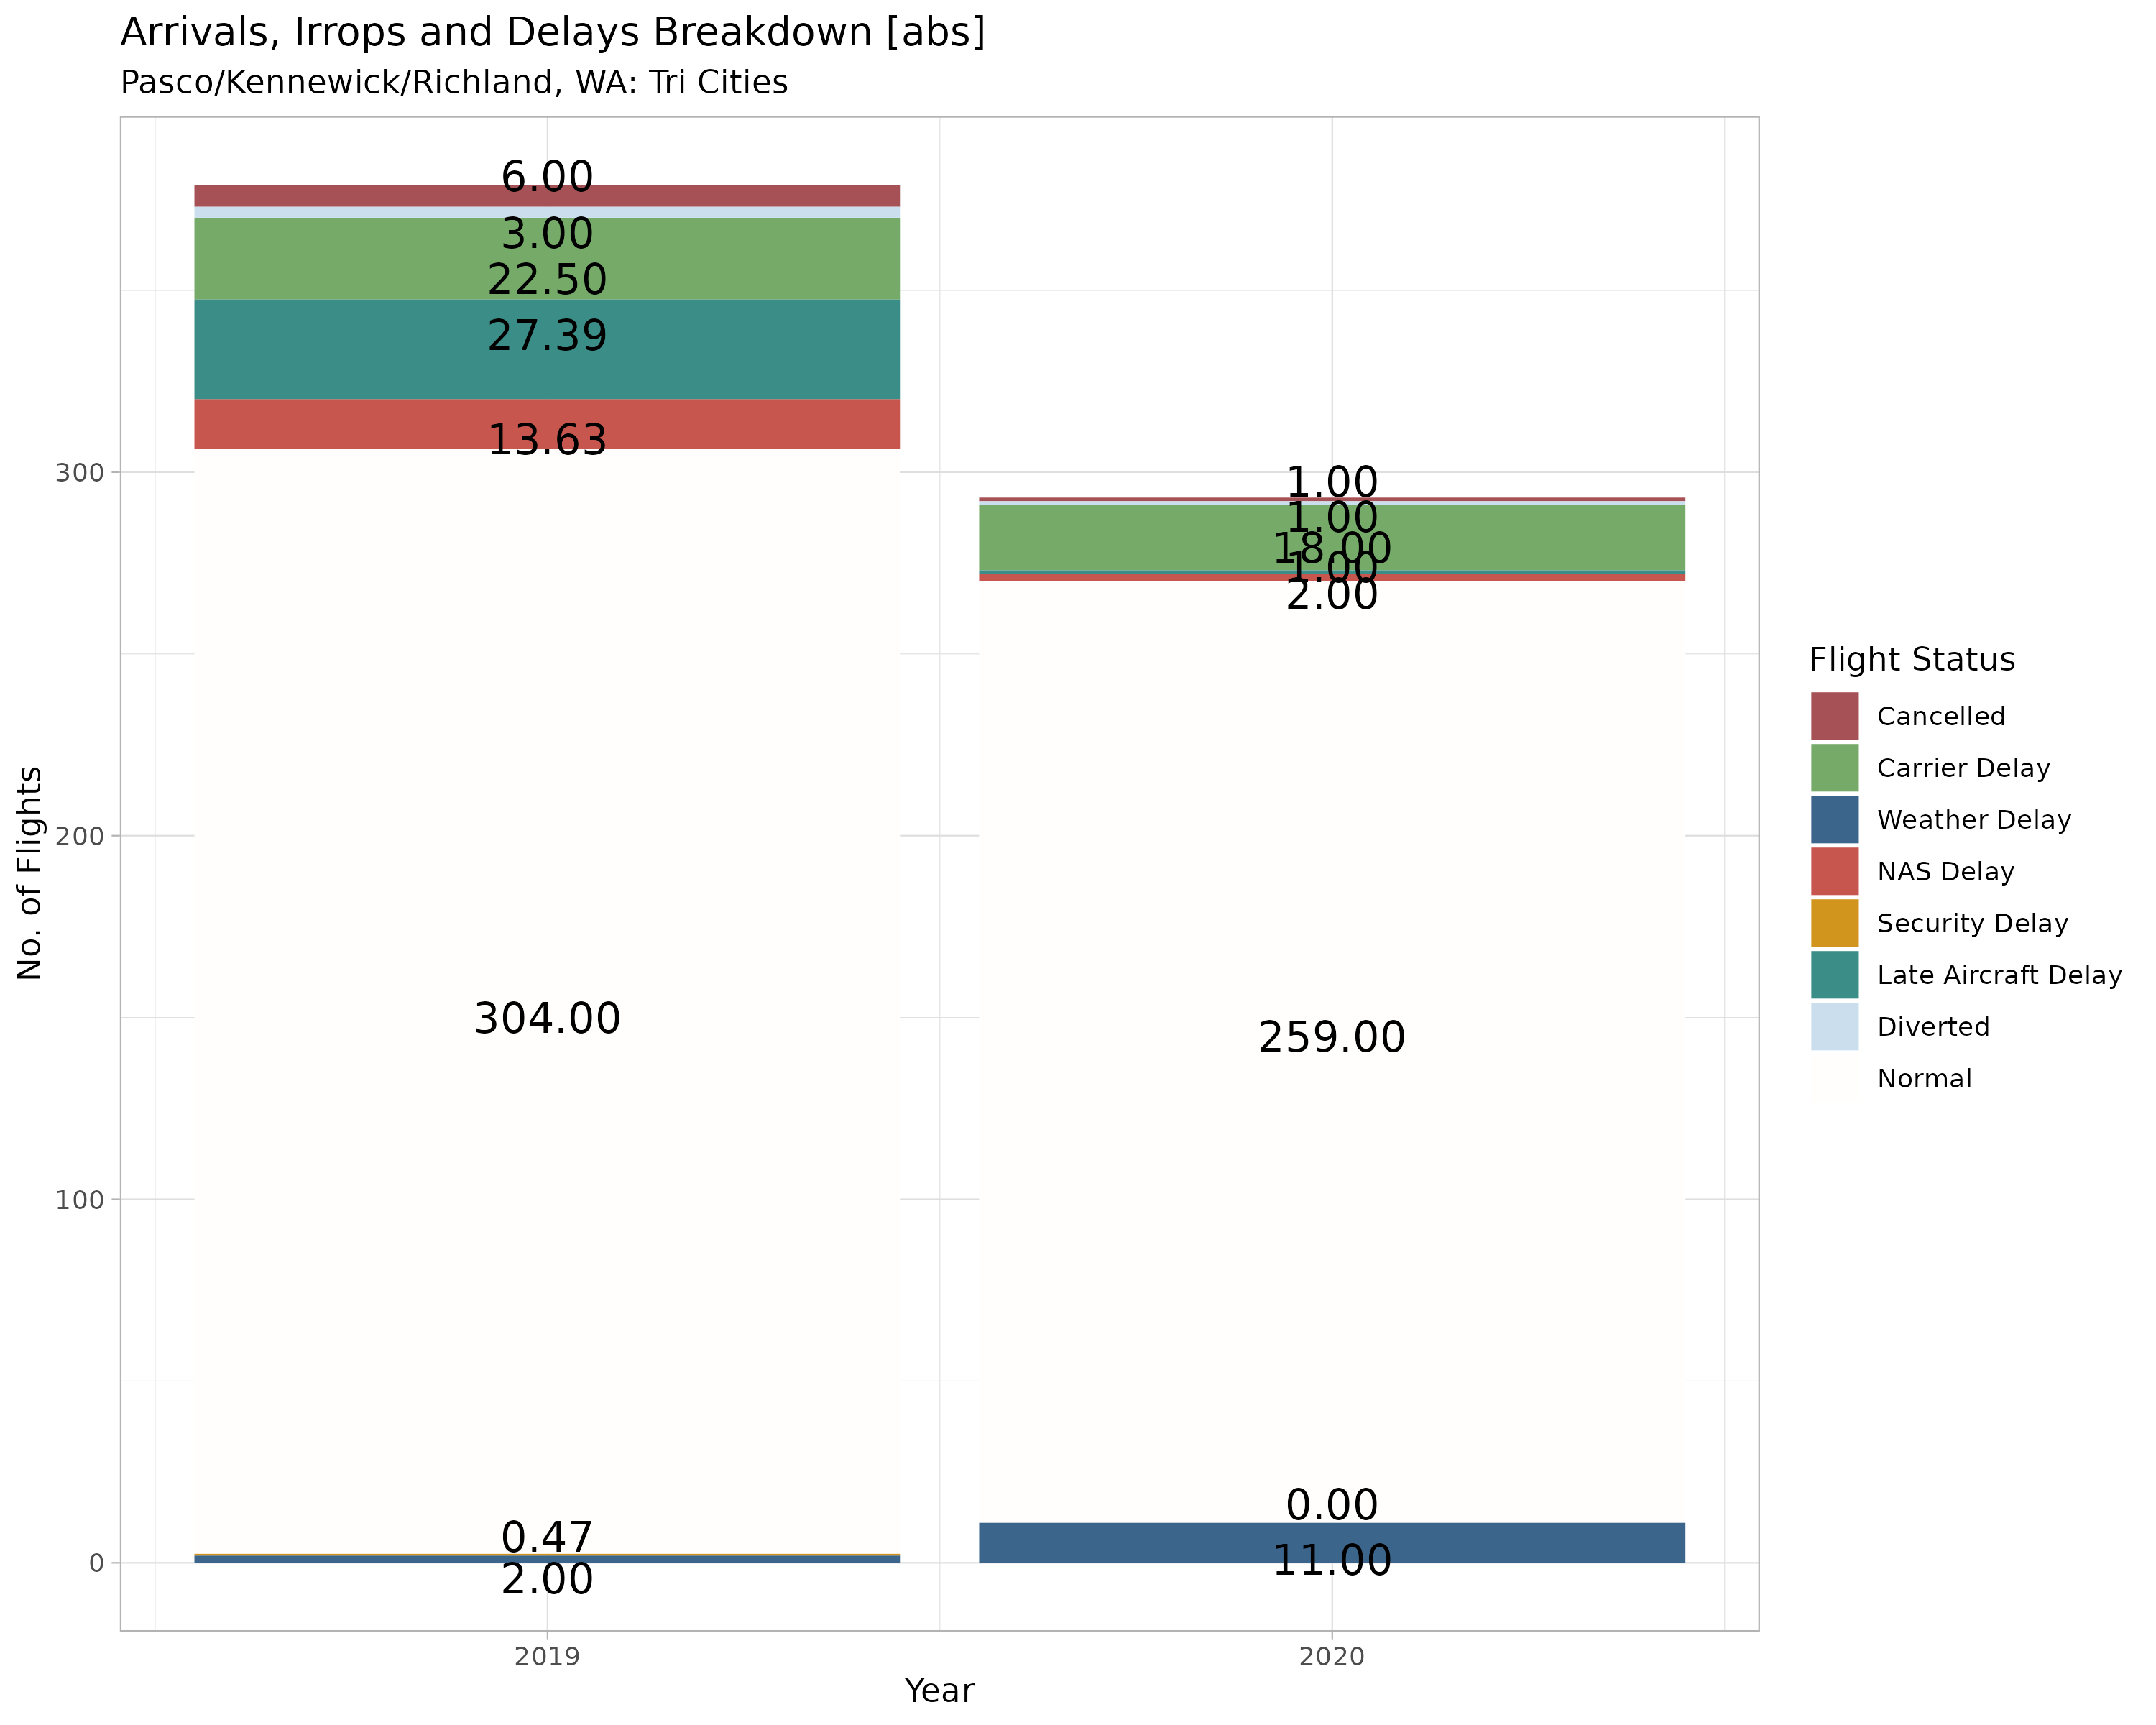 Arrivals, Irrops and Delays Breakdown [abs]
Pasco/Kennewick/Richland, WA: Tri Cities
No. of Flights
300
200
100
0
6.00
3.00
22.50
27.39
13.63
304.00
0.47
2.00
1.00
1.00
18.00
1.00
2.00
259.00
0.00
11.00
2019
2020
Year
Flight Status
Cancelled
Carrier Delay
Weather Delay
NAS Delay
Security Delay
Late Aircraft Delay
Diverted
Normal